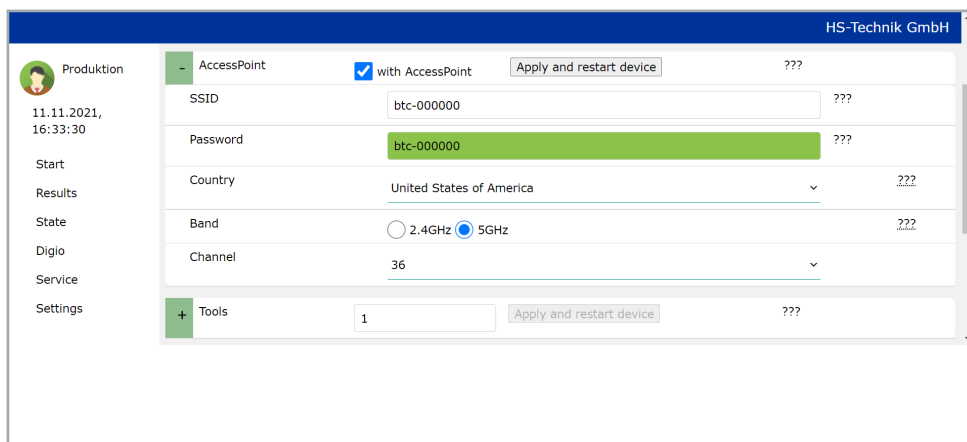 HS-Technik GmbH
Produktion
11.11.2021,
16:33:30
Start
Results
State
Digio
Service
Settings
- AccessPoint with AccessPoint Apply and restart device ???
SSID btc-000000 ???
Password btc-000000 ???
Country United States of America ???
Band 2.4GHz 5GHz ???
Channel 36
+ Tools 1 Apply and restart device ???